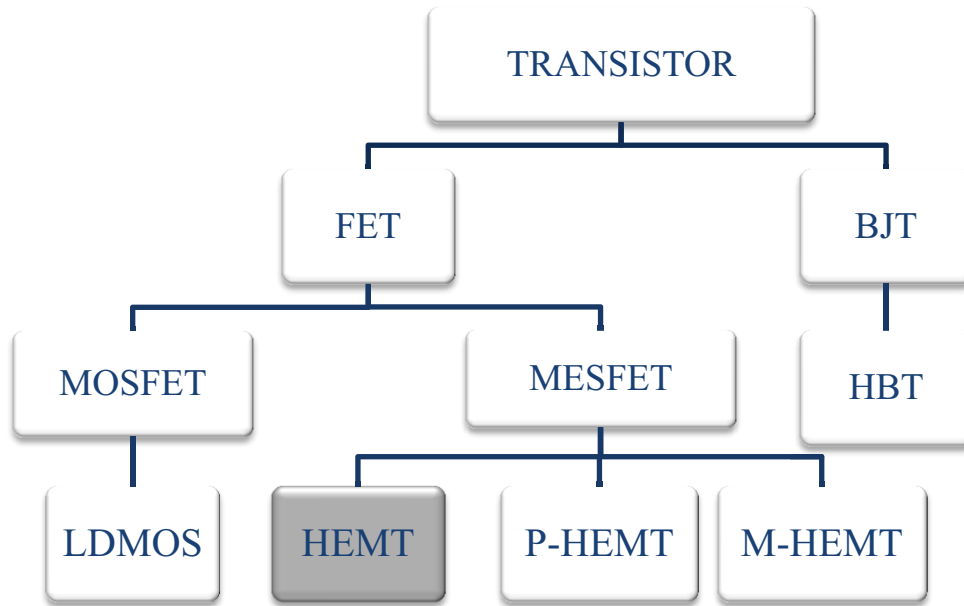 TRANSISTOR
FET
BJT
MOSFET
MESFET
HBT
LDMOS
HEMT
P-HEMT
M-HEMT